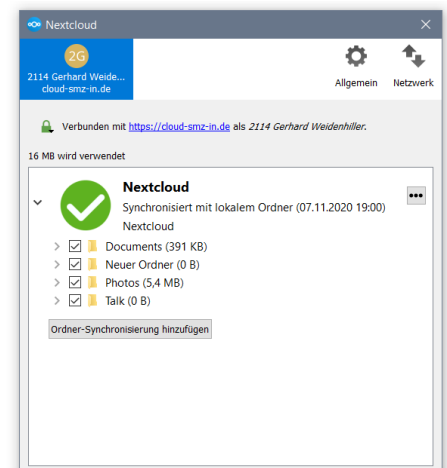 Nextcloud
2G
2114 Gerhard Weide...
cloud-smz-in.de
Allgemein
Netzwerk
Verbunden mit https://cloud-smz-in.de als 2114 Gerhard Weidenhiller.
16 MB wird verwendet
Nextcloud
Synchronisiert mit lokalem Ordner (07.11.2020 19:00)
Nextcloud
Documents (391 KB)
Neuer Ordner (0 B)
Photos (5,4 MB)
Talk (0 B)
Ordner-Synchronisierung hinzufügen